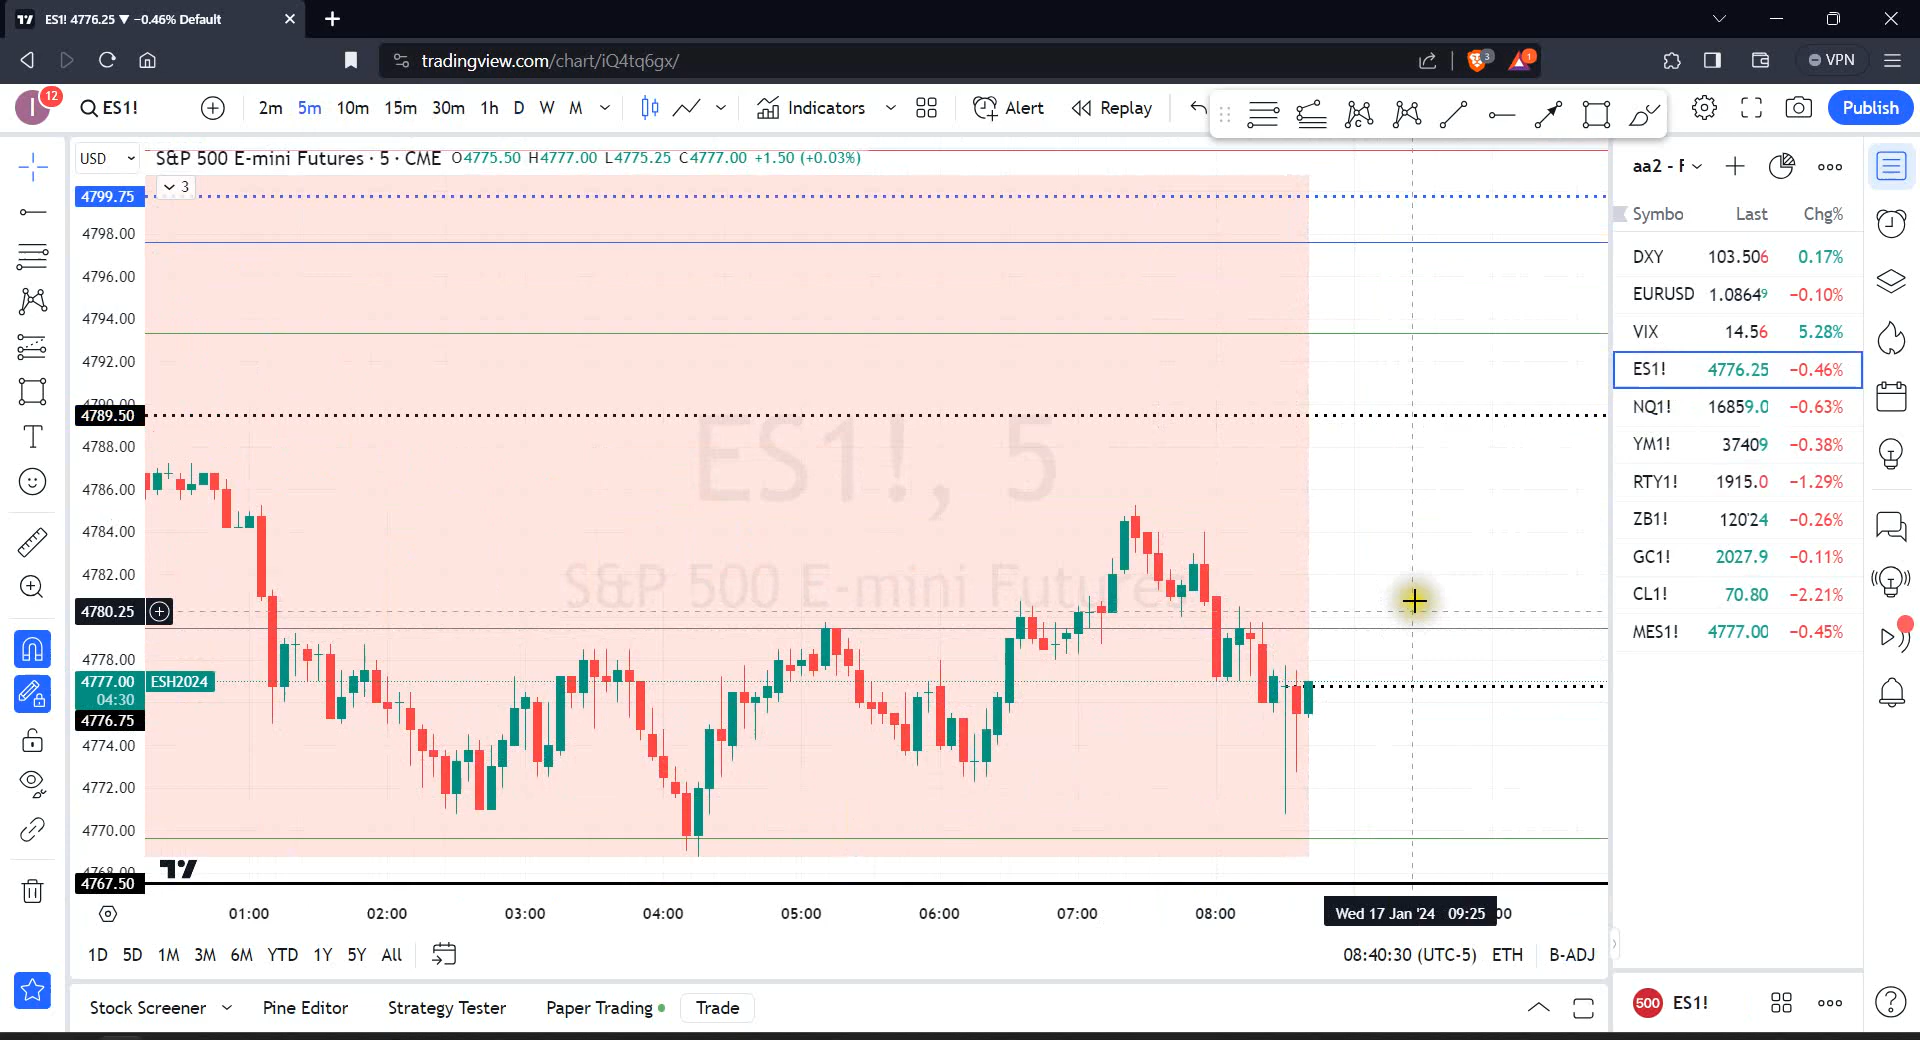 ES1! 4776.25 ▼ −0.46% Default
tradingview.com/chart/iQ4tq6gx/
3
1
VPN
I
12
ES1!
2m 5m 10m 15m 30m 1h D W M
Indicators
Alert
Replay
Publish
USD
S&P 500 E-mini Futures · 5 · CME O4775.50 H4777.00 L4775.25 C4777.00 +1.50 (+0.03%)
3
4799.75
4798.00
4796.00
4794.00
4792.00
4789.50
4788.00
4786.00
4784.00
4782.00
4780.25
4778.00
4777.00 ESH2024
04:30
4776.75
4774.00
4772.00
4770.00
4768.00
4767.50
ES1!, 5
S&P 500 E-mini Futures
01:00 02:00 03:00 04:00 05:00 06:00 07:00 08:00 Wed 17 Jan '24 09:25 00
1D 5D 1M 3M 6M YTD 1Y 5Y All
08:40:30 (UTC-5) ETH B-ADJ
Stock Screener Pine Editor Strategy Tester Paper Trading Trade
aa2 - F
Symbo Last Chg%
DXY 103.506 0.17%
EURUSD 1.08649 −0.10%
VIX 14.56 5.28%
ES1! 4776.25 −0.46%
NQ1! 16859.0 −0.63%
YM1! 37409 −0.38%
RTY1! 1915.0 −1.29%
ZB1! 120'24 −0.26%
GC1! 2027.9 −0.11%
CL1! 70.80 −2.21%
MES1! 4777.00 −0.45%
500 ES1!